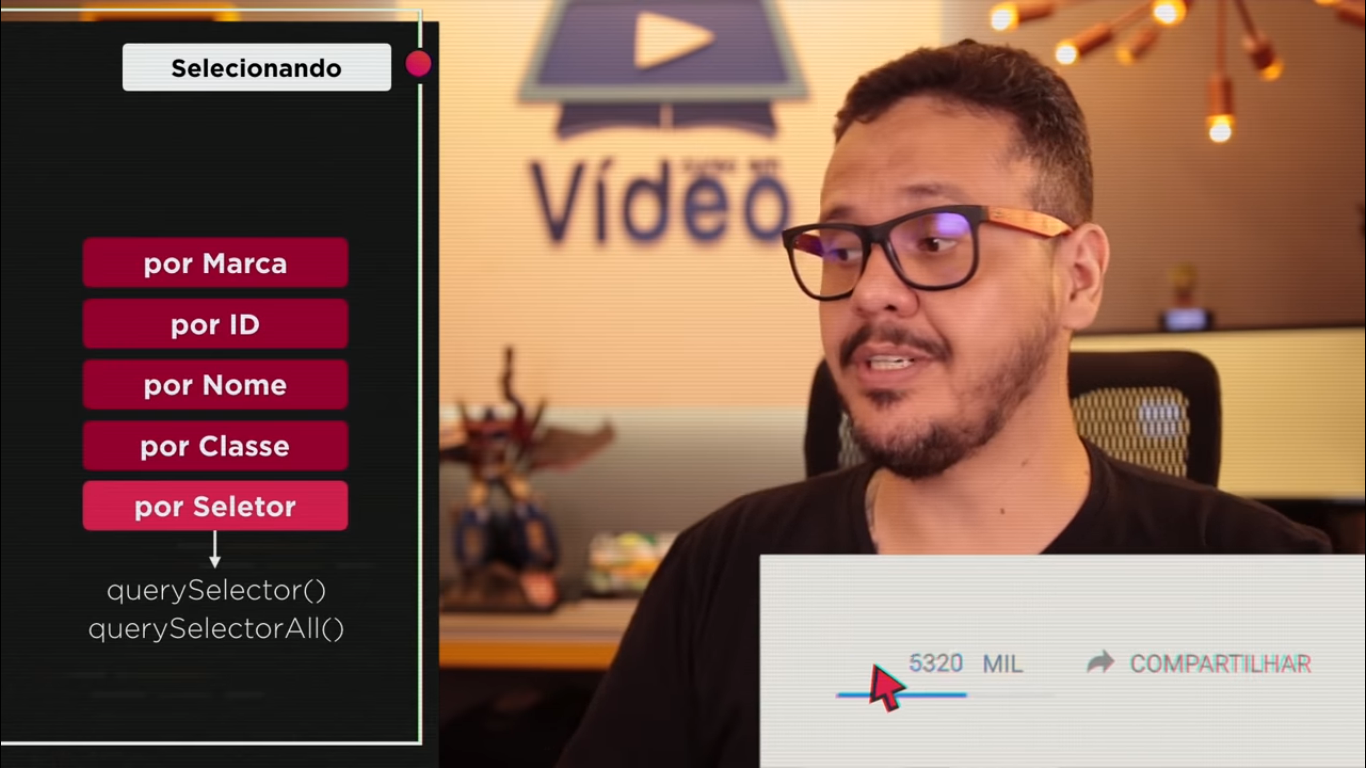 Selecionando
por Marca
por ID
por Nome
por Classe
por Seletor
querySelector()
querySelectorAll()
Vídeo
5320 MIL
COMPARTILHAR